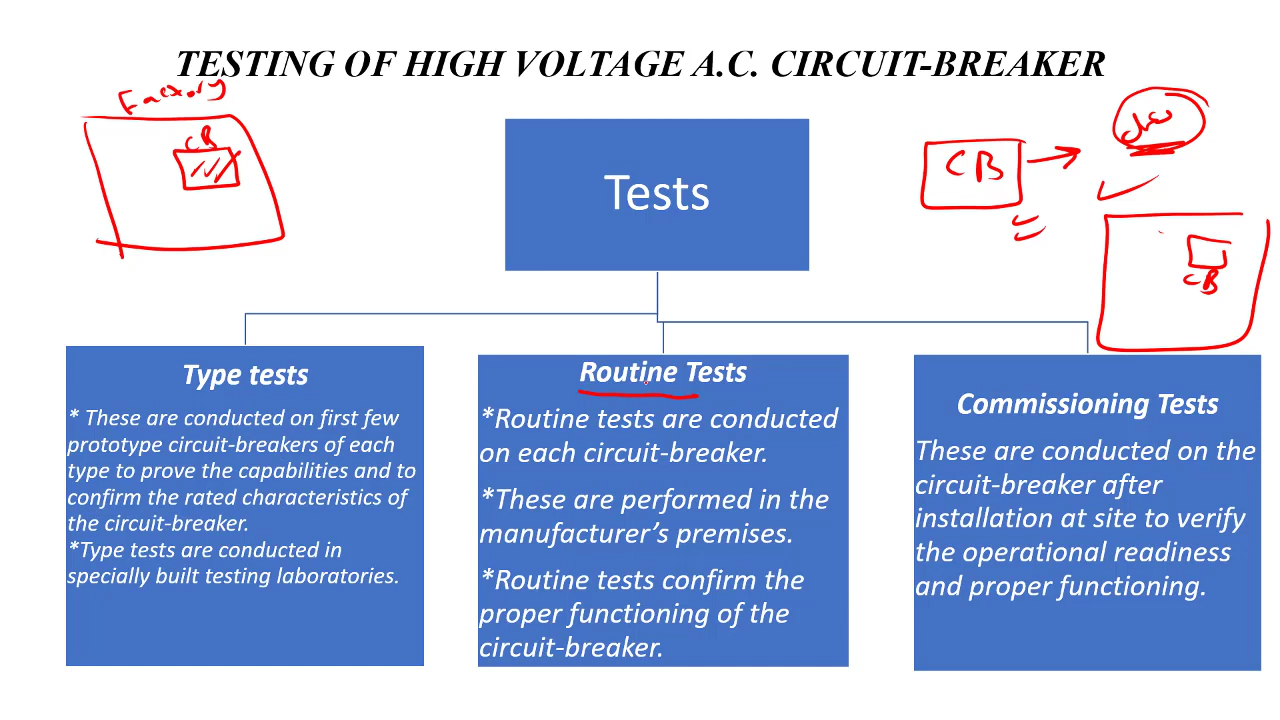 TESTING OF HIGH VOLTAGE A.C. CIRCUIT-BREAKER
Factory
CB
CB
CB
Tests
Type tests
* These are conducted on first few
prototype circuit-breakers of each
type to prove the capabilities and to
confirm the rated characteristics of
the circuit-breaker.
*Type tests are conducted in
specially built testing laboratories.
Routine Tests
*Routine tests are conducted
on each circuit-breaker.
*These are performed in the
manufacturer’s premises.
*Routine tests confirm the
proper functioning of the
circuit-breaker.
Commissioning Tests
These are conducted on the
circuit-breaker after
installation at site to verify
the operational readiness
and proper functioning.